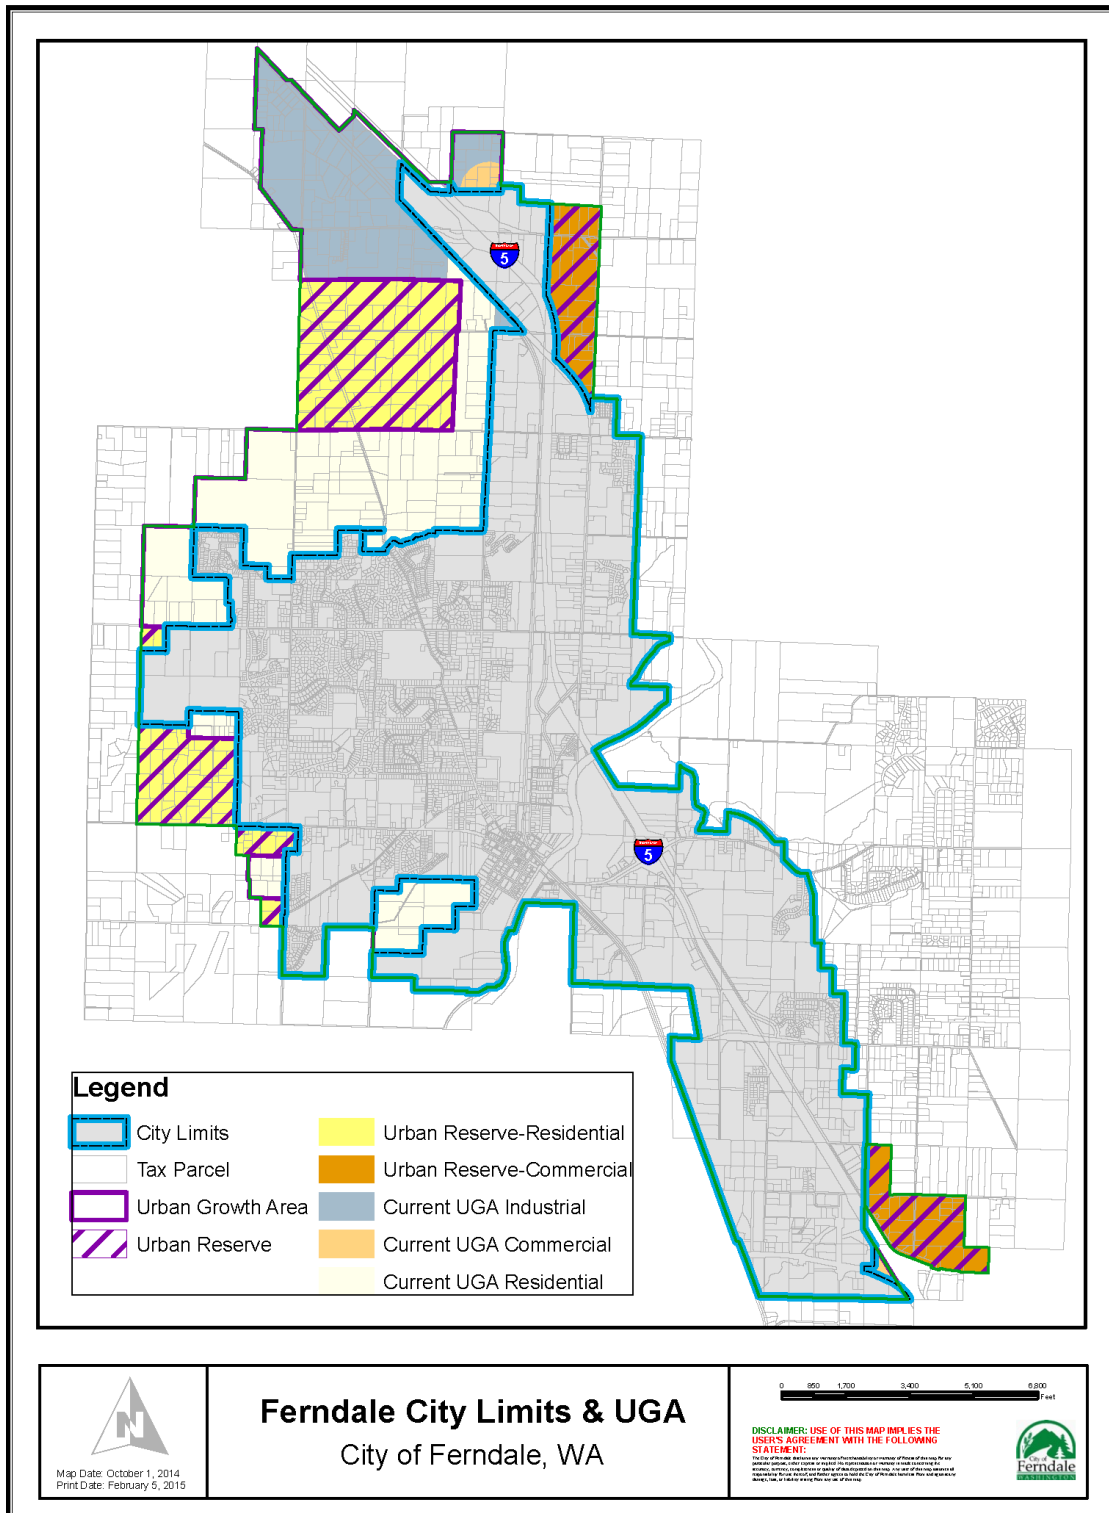 5
5
Legend
City Limits
Tax Parcel
Urban Growth Area
Urban Reserve
Urban Reserve-Residential
Urban Reserve-Commercial
Current UGA Industrial
Current UGA Commercial
Current UGA Residential
N
Map Date: October 1, 2014
Print Date: February 5, 2015
Ferndale City Limits & UGA
City of Ferndale, WA
0 850 1,700 3,400 5,100 6,800
Feet
DISCLAIMER: USE OF THIS MAP IMPLIES THE
USER'S AGREEMENT WITH THE FOLLOWING
STATEMENT:
City of
Ferndale
WASHINGTON